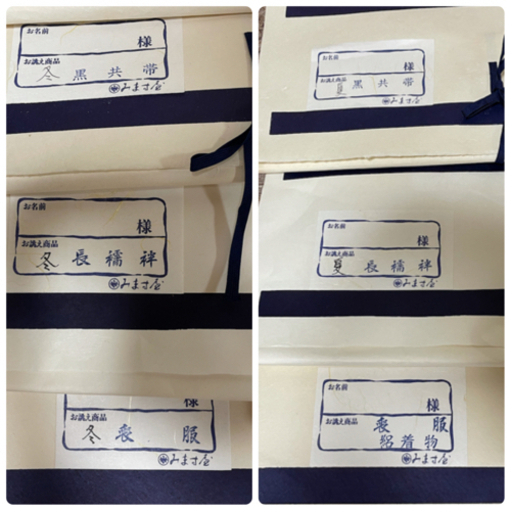 お名前
様
お誂え商品
冬 黒共帯
みます屋
お名前
様
お誂え商品
冬 長襦袢
みます屋
お名前
様
お誂え商品
冬 喪服
みます屋
お名前
様
お誂え商品
夏 黒共帯
みます屋
お名前
様
お誂え商品
夏 長襦袢
みます屋
お名前
様
お誂え商品
喪服
絽着物
みます屋